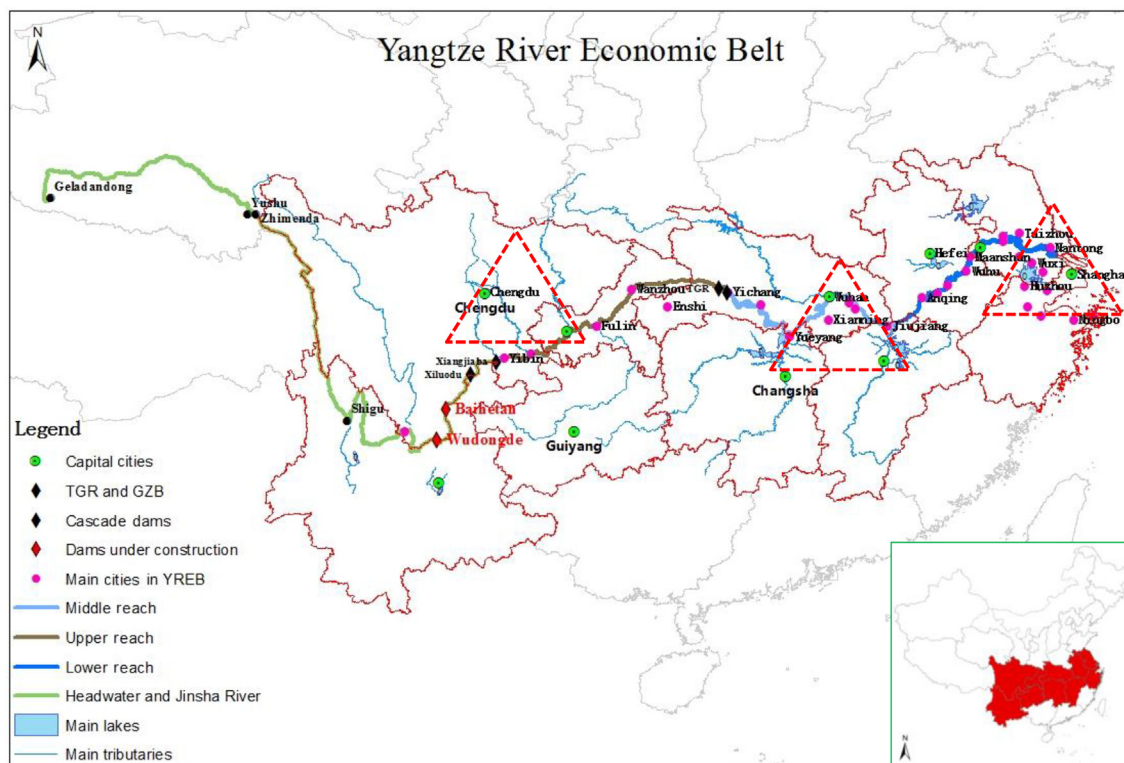 N
Yangtze River Economic Belt
Geladandong
Yushu
Zhimenda
Taizhou
Nantong
Hefei
Maanshan
Wuxi
Wuhu
Shanghai
Huzhou
Anqing
Ningbo
Chengdu
Chengdu
Wanzhou
TGR
Yichang
Enshi
Wuhan
Xianning
Jiujiang
Fulin
Yueyang
Xiangjiaba
Yibin
Xiluodu
Changsha
Baihetan
Shigu
Wudongde
Guiyang
Legend
Capital cities
TGR and GZB
Cascade dams
Dams under construction
Main cities in YREB
Middle reach
Upper reach
Lower reach
Headwater and Jinsha River
Main lakes
Main tributaries
N